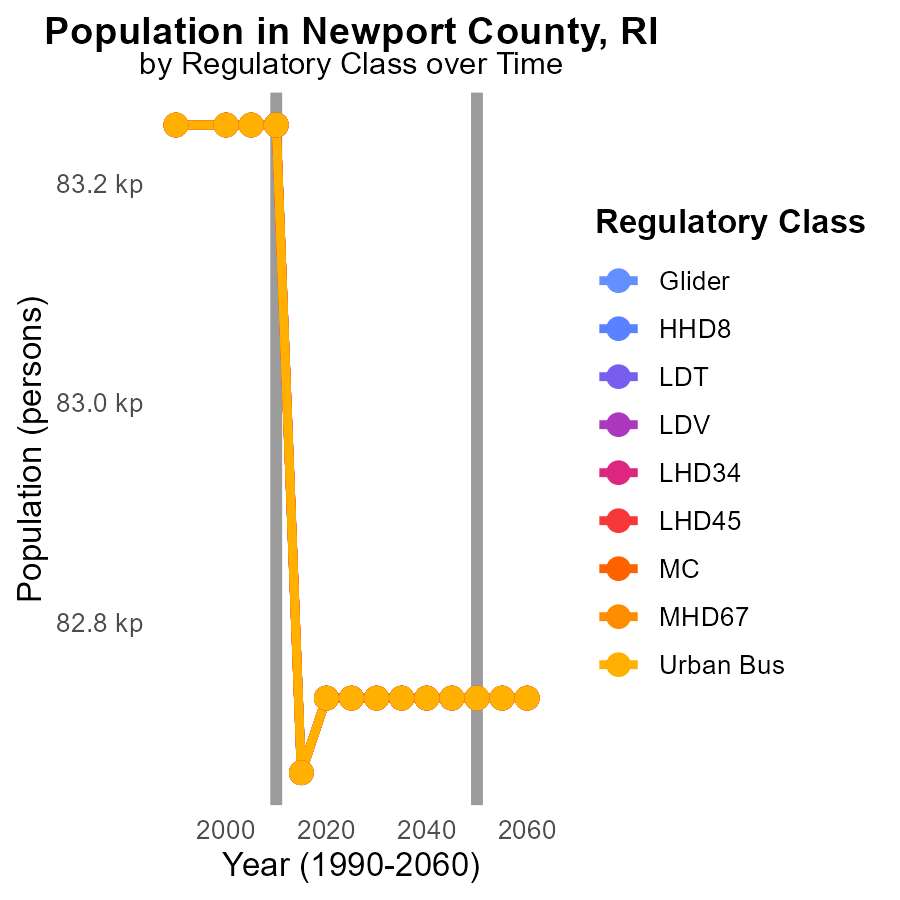 Population in Newport County, RI
by Regulatory Class over Time
83.2 kp
83.0 kp
82.8 kp
Population (persons)
2000 2020 2040 2060
Year (1990-2060)
Regulatory Class
Glider
HHD8
LDT
LDV
LHD34
LHD45
MC
MHD67
Urban Bus